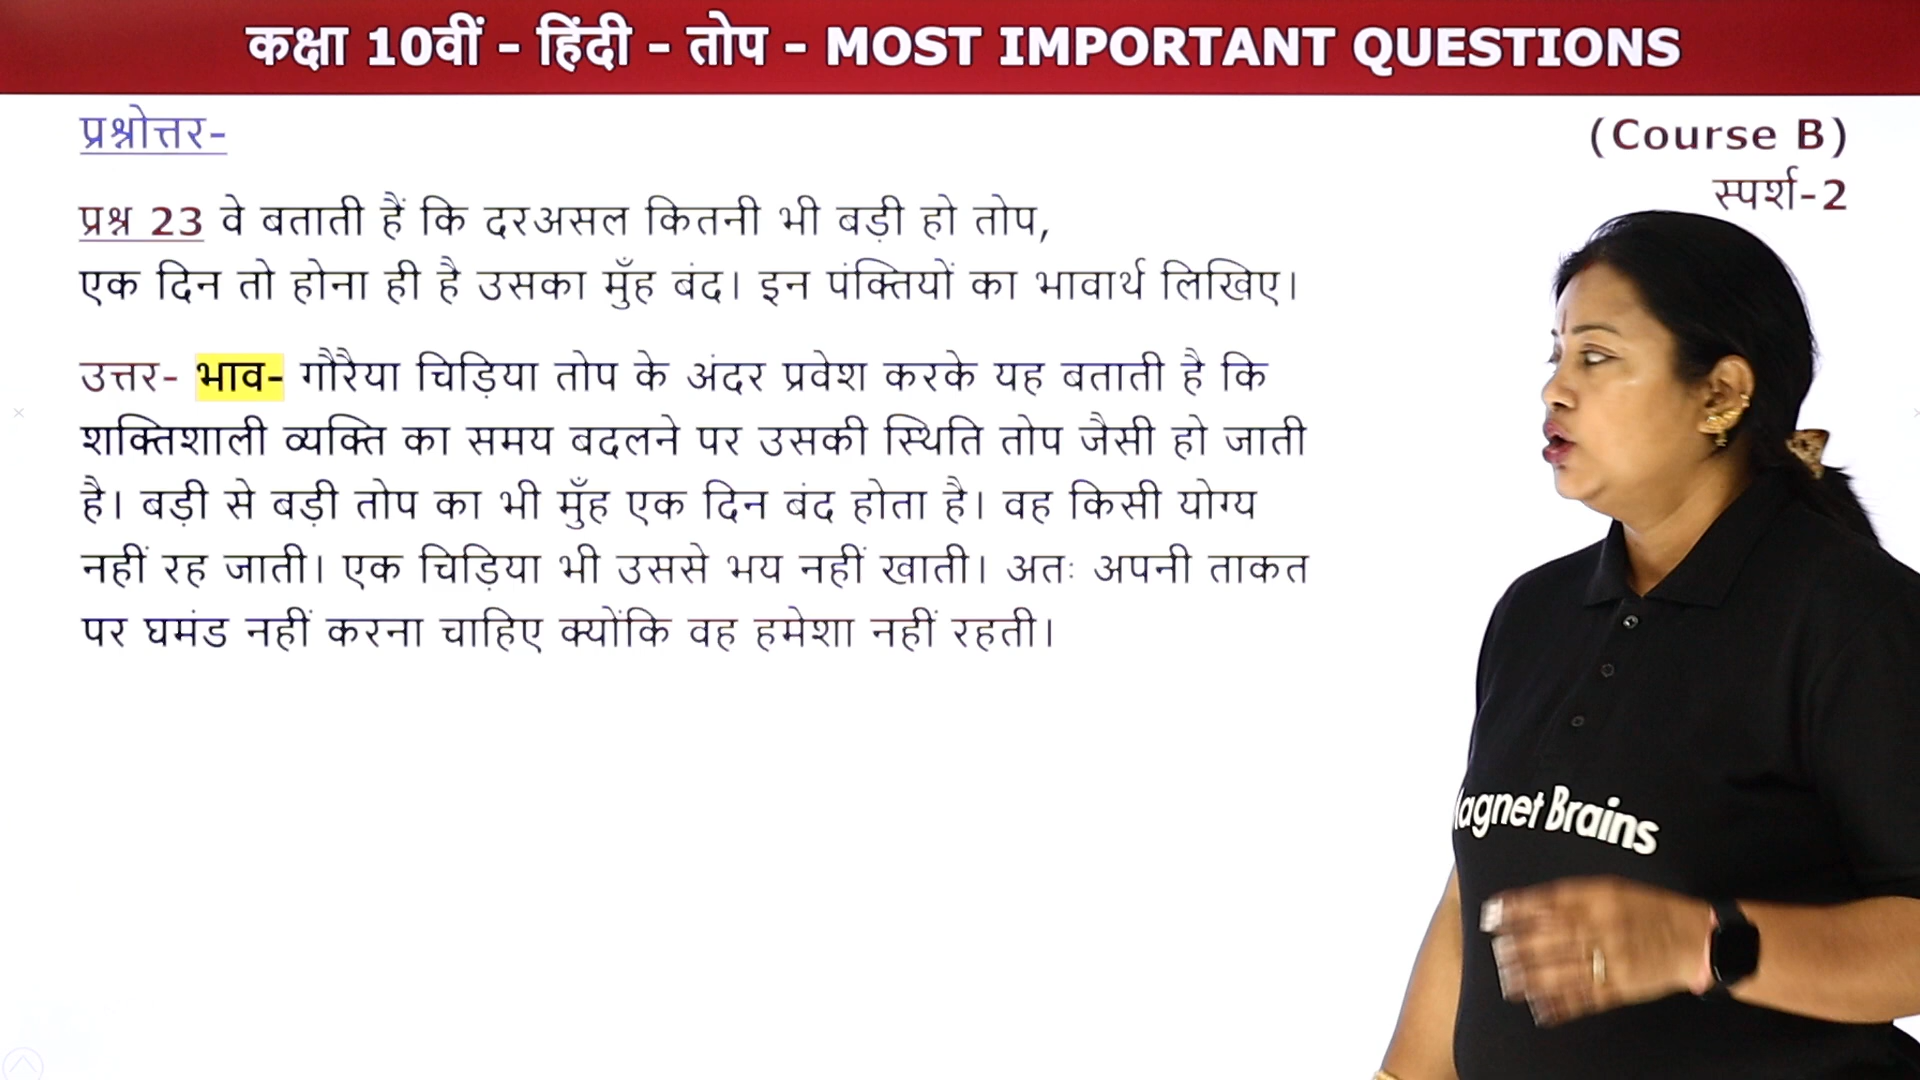 कक्षा 10वीं - हिंदी - तोप - MOST IMPORTANT QUESTIONS
प्रश्नोत्तर-
(Course B)
स्पर्श-2
प्रश्न 23 वे बताती हैं कि दरअसल कितनी भी बड़ी हो तोप,
एक दिन तो होना ही है उसका मुँह बंद। इन पंक्तियों का भावार्थ लिखिए।
उत्तर- भाव- गौरैया चिड़िया तोप के अंदर प्रवेश करके यह बताती है कि
शक्तिशाली व्यक्ति का समय बदलने पर उसकी स्थिति तोप जैसी हो जाती
है। बड़ी से बड़ी तोप का भी मुँह एक दिन बंद होता है। वह किसी योग्य
नहीं रह जाती। एक चिड़िया भी उससे भय नहीं खाती। अतः अपनी ताकत
पर घमंड नहीं करना चाहिए क्योंकि वह हमेशा नहीं रहती।
agnet Brains